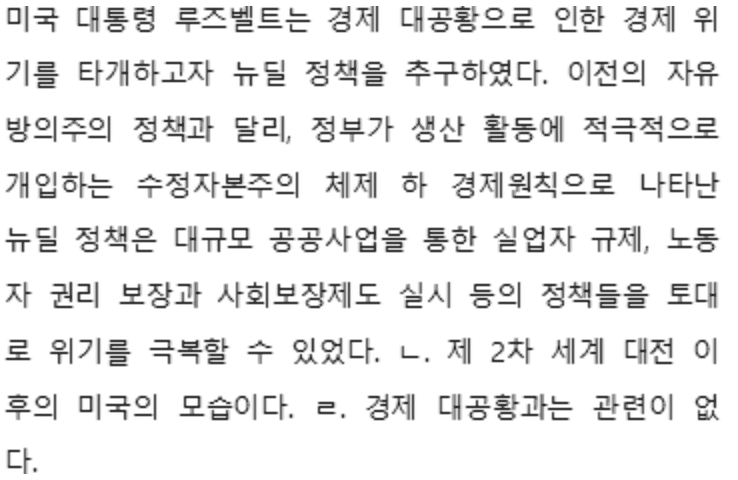 미국 대통령 루즈벨트는 경제 대공황으로 인한 경제 위
기를 타개하고자 뉴딜 정책을 추구하였다. 이전의 자유
방의주의 정책과 달리, 정부가 생산 활동에 적극적으로
개입하는 수정자본주의 체제 하 경제원칙으로 나타난
뉴딜 정책은 대규모 공공사업을 통한 실업자 규제, 노동
자 권리 보장과 사회보장제도 실시 등의 정책들을 토대
로 위기를 극복할 수 있었다. ㄴ. 제 2차 세계 대전 이
후의 미국의 모습이다. ㄹ. 경제 대공황과는 관련이 없
다.